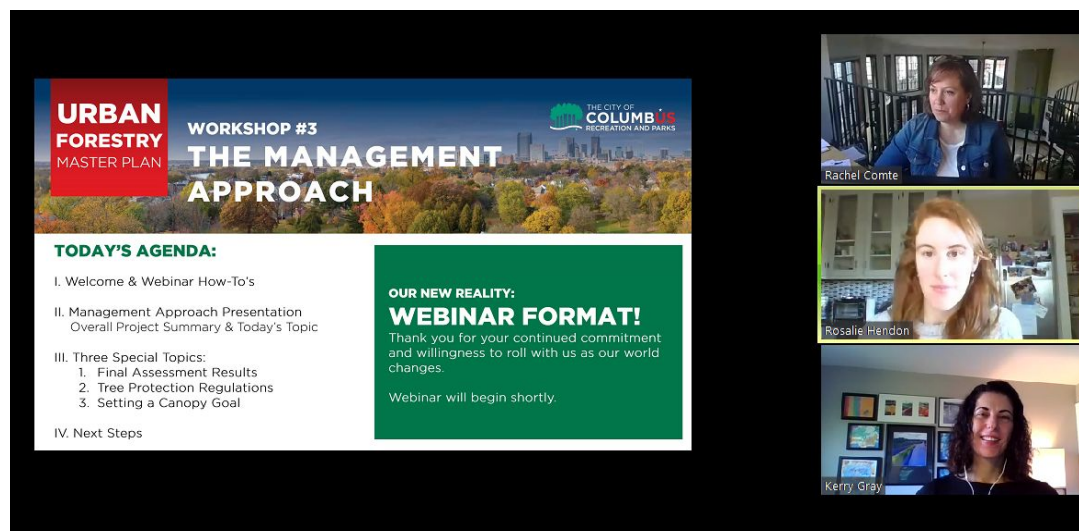 URBAN
FORESTRY
MASTER PLAN
WORKSHOP #3
THE MANAGEMENT
APPROACH
THE CITY OF
COLUMBUS
RECREATION AND PARKS
TODAY'S AGENDA:
I. Welcome & Webinar How-To's
II. Management Approach Presentation
Overall Project Summary & Today's Topic
III. Three Special Topics:
1. Final Assessment Results
2. Tree Protection Regulations
3. Setting a Canopy Goal
IV. Next Steps
OUR NEW REALITY:
WEBINAR FORMAT!
Thank you for your continued commitment
and willingness to roll with us as our world
changes.
Webinar will begin shortly.
Rachel Comte
Rosalie Hendon
Kerry Gray